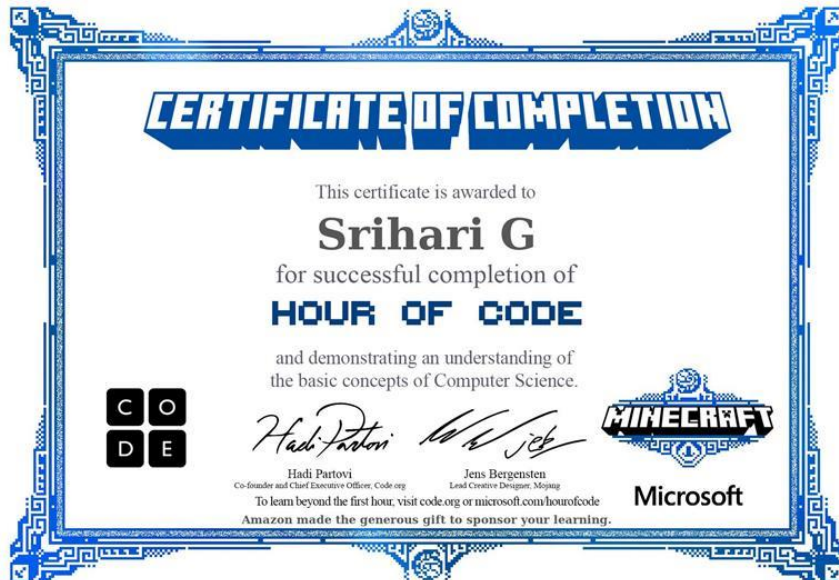 CERTIFICATE OF COMPLETION
This certificate is awarded to
Srihari G
for successful completion of
HOUR OF CODE
and demonstrating an understanding of
the basic concepts of Computer Science.
C O
D E
Hadi Partovi
jeb
MINECRAFT
Hadi Partovi
Co-founder and Chief Executive Officer, Code.org
Jens Bergensten
Lead Creative Designer, Mojang
To learn beyond the first hour, visit code.org or microsoft.com/hourofcode
Microsoft
Amazon made the generous gift to sponsor your learning.